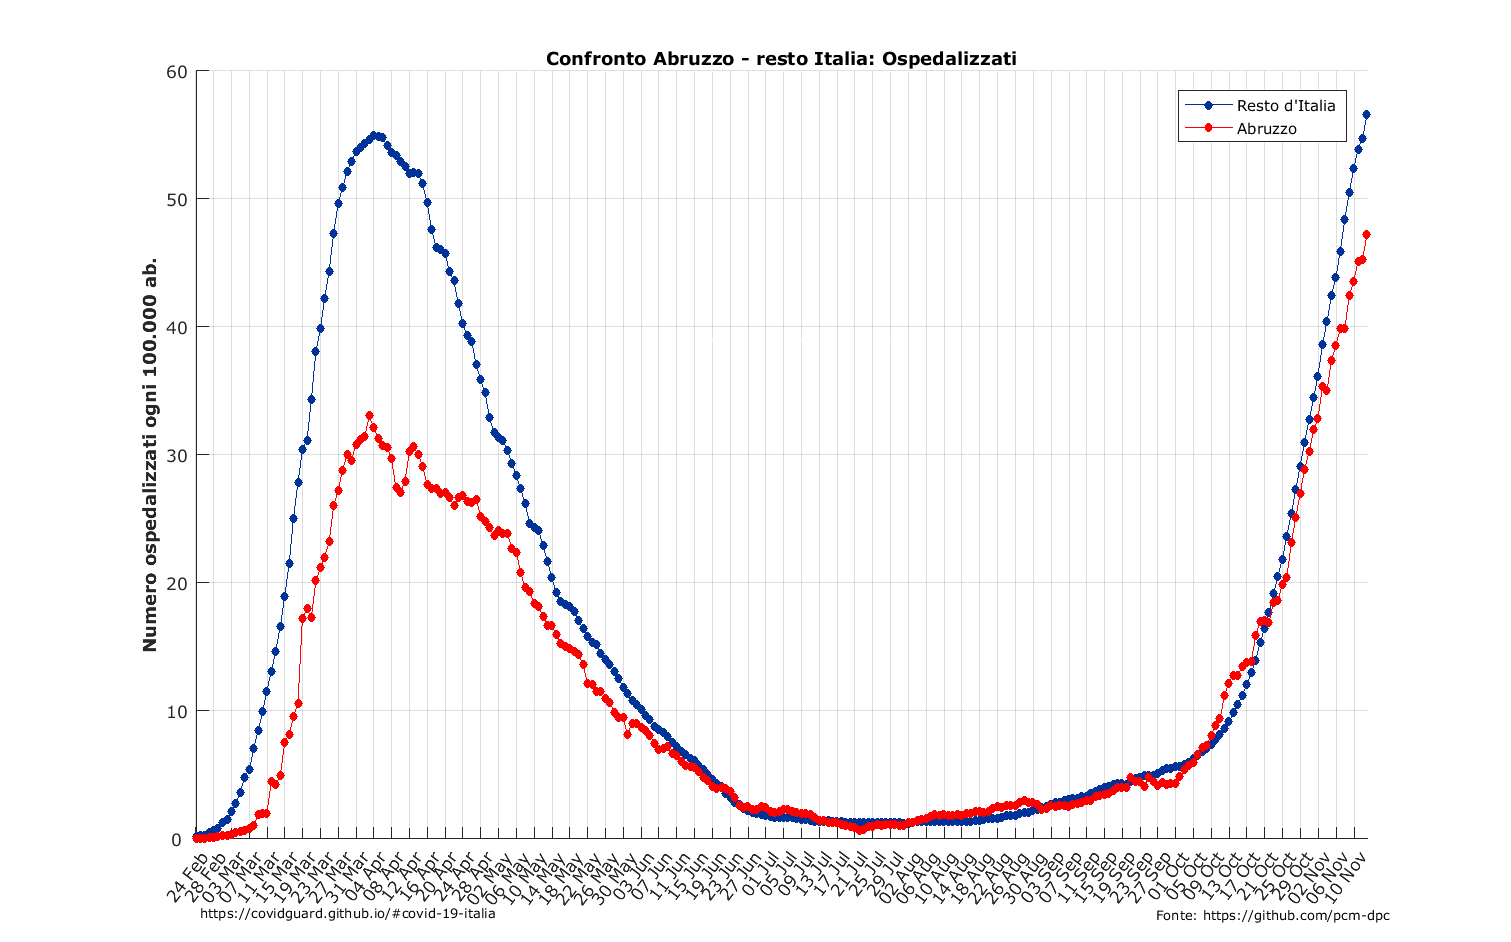 Confronto Abruzzo - resto Italia: Ospedalizzati
Resto d'Italia
Abruzzo
Numero ospedalizzati ogni 100.000 ab.
60
50
40
30
20
10
0
24 Feb
28 Feb
03 Mar
07 Mar
11 Mar
15 Mar
19 Mar
23 Mar
27 Mar
31 Mar
04 Apr
08 Apr
12 Apr
16 Apr
20 Apr
24 Apr
28 Apr
02 May
06 May
10 May
14 May
18 May
22 May
26 May
30 May
03 Jun
07 Jun
11 Jun
15 Jun
19 Jun
23 Jun
27 Jun
01 Jul
05 Jul
09 Jul
13 Jul
17 Jul
21 Jul
25 Jul
29 Jul
02 Aug
06 Aug
10 Aug
14 Aug
18 Aug
22 Aug
26 Aug
30 Aug
03 Sep
07 Sep
11 Sep
15 Sep
19 Sep
23 Sep
27 Sep
01 Oct
05 Oct
09 Oct
13 Oct
17 Oct
21 Oct
25 Oct
29 Oct
02 Nov
06 Nov
10 Nov
https://covidguard.github.io/#covid-19-italia
Fonte: https://github.com/pcm-dpc